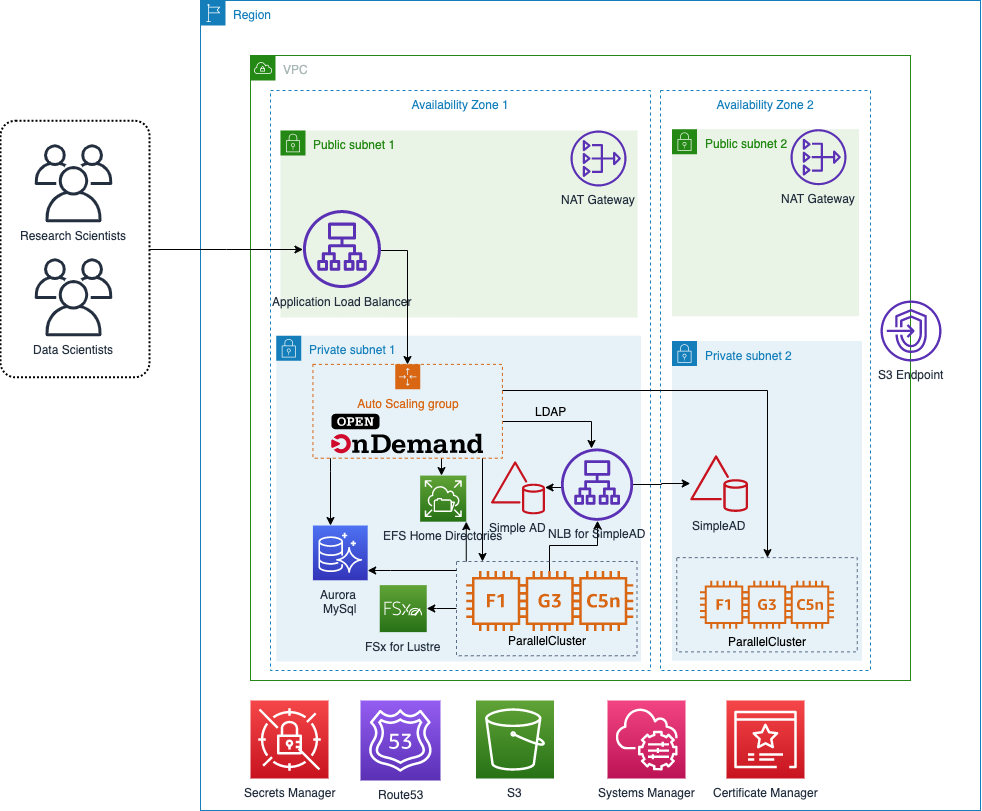 Region
VPC
Availability Zone 1
Availability Zone 2
Public subnet 1
Public subnet 2
NAT Gateway
NAT Gateway
Research Scientists
Data Scientists
Application Load Balancer
Private subnet 1
Private subnet 2
S3 Endpoint
Auto Scaling group
OPEN
OnDemand
LDAP
EFS Home Directories
Simple AD
NLB for SimpleAD
SimpleAD
Aurora
MySql
FSx
FSx for Lustre
F1
G3
C5n
ParallelCluster
F1
G3
C5n
ParallelCluster
53
Secrets Manager
Route53
S3
Systems Manager
Certificate Manager